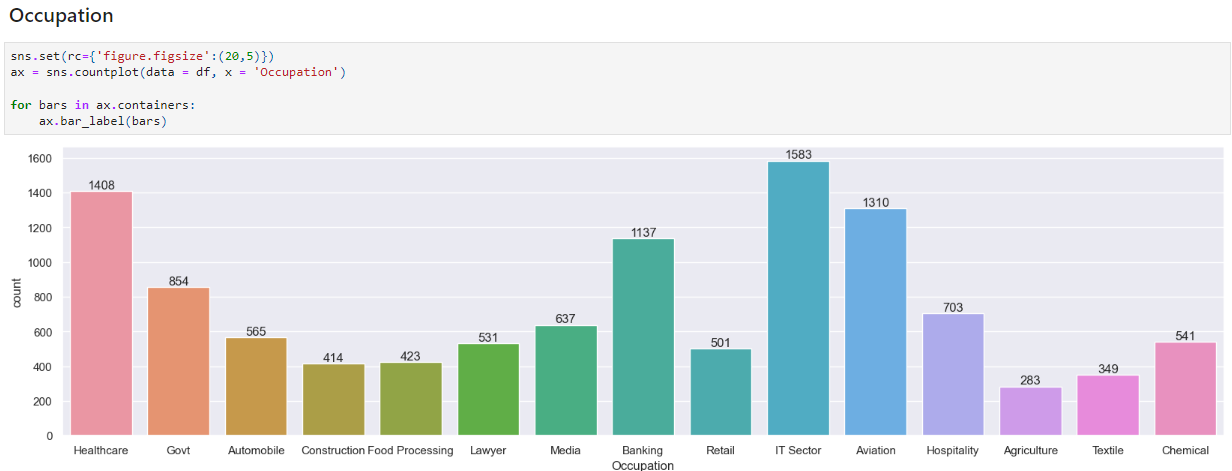 Occupation
sns.set(rc={'figure.figsize':(20,5)})
ax = sns.countplot(data = df, x = 'Occupation')
for bars in ax.containers:
    ax.bar_label(bars)
1600
1400
1200
1000
800
600
400
200
0
count
1408
854
565
414
423
531
637
1137
501
1583
1310
703
283
349
541
Healthcare
Govt
Automobile
Construction
Food Processing
Lawyer
Media
Banking
Retail
IT Sector
Aviation
Hospitality
Agriculture
Textile
Chemical
Occupation